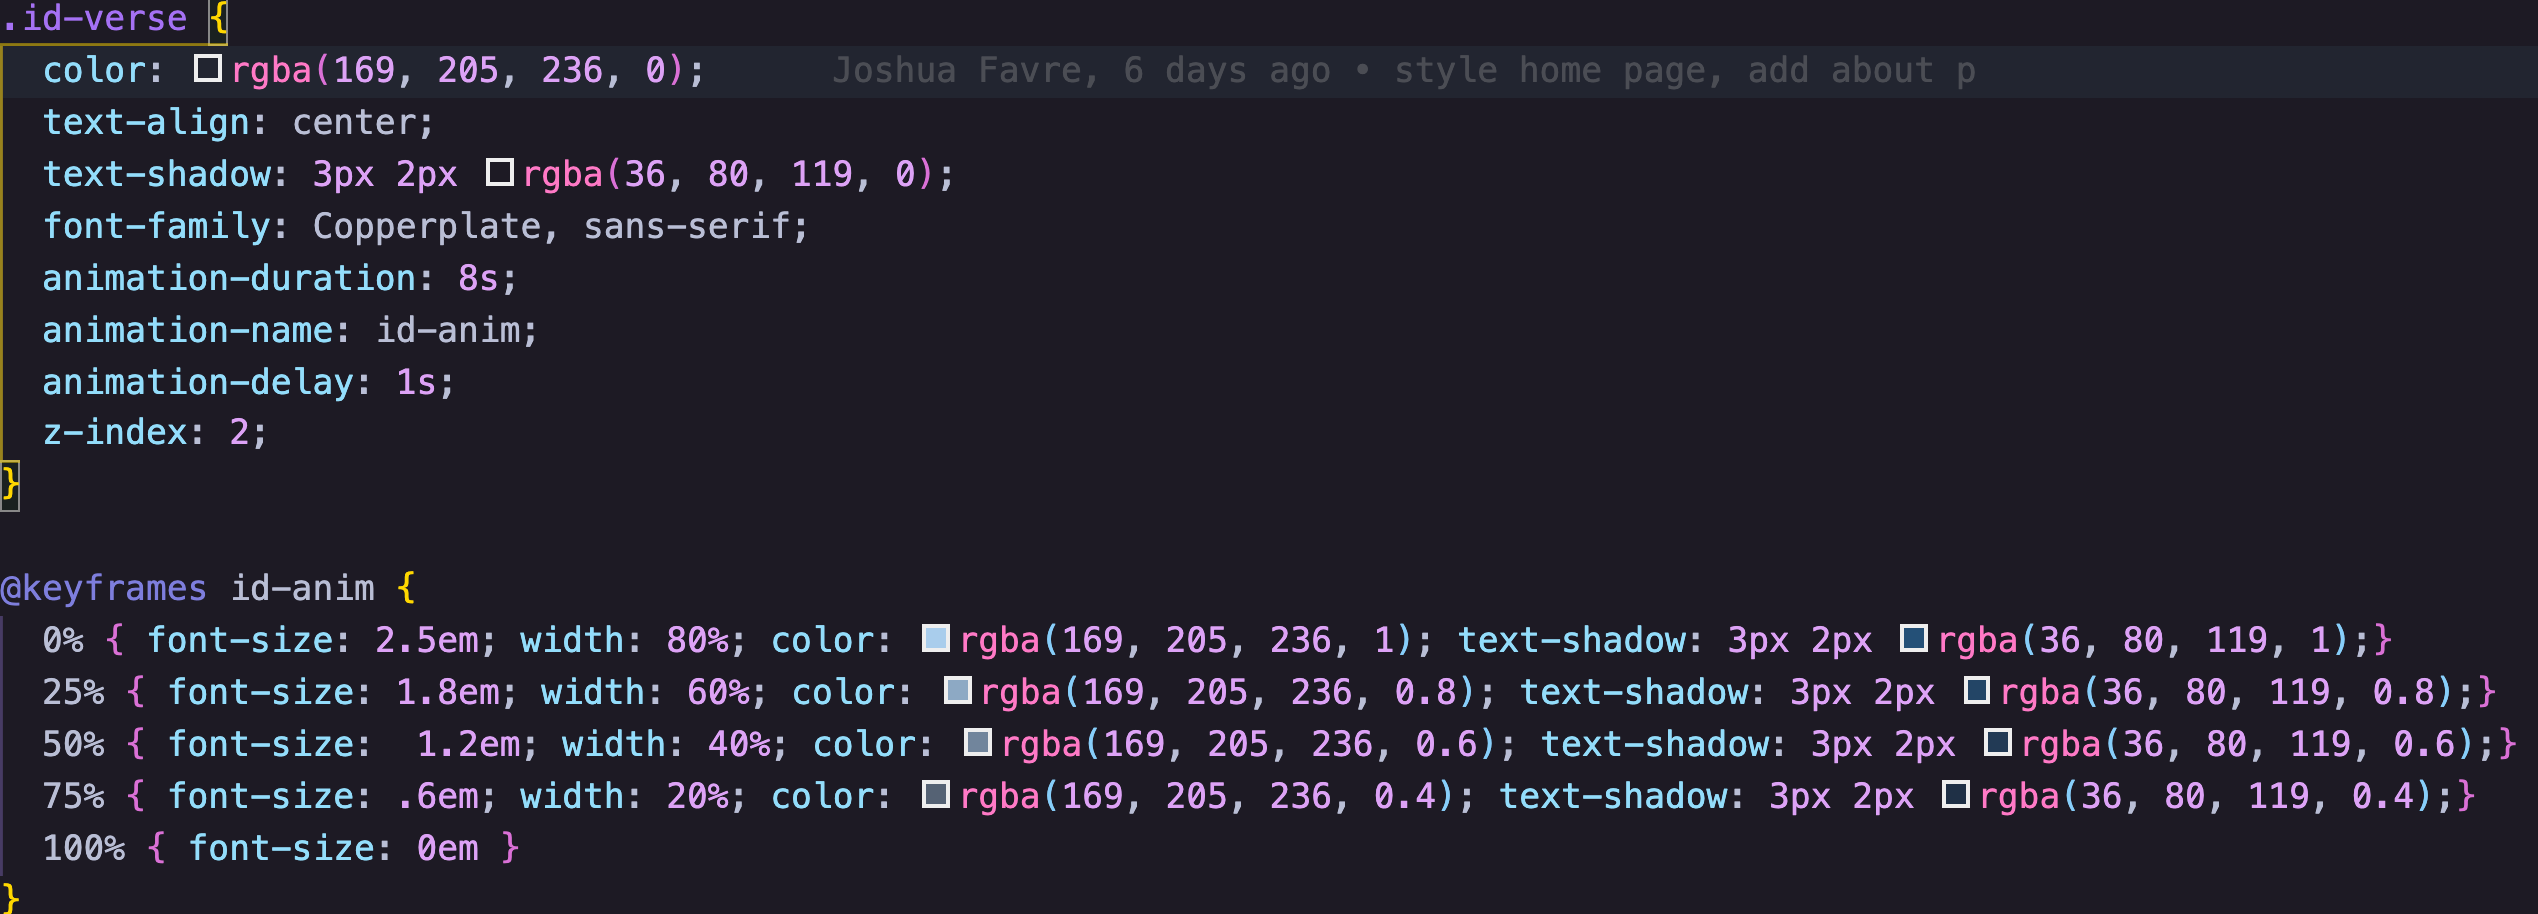 .id-verse {
color: rgba(169, 205, 236, 0); Joshua Favre, 6 days ago • style home page, add about p
text-align: center;
text-shadow: 3px 2px rgba(36, 80, 119, 0);
font-family: Copperplate, sans-serif;
animation-duration: 8s;
animation-name: id-anim;
animation-delay: 1s;
z-index: 2;
}
@keyframes id-anim {
0% { font-size: 2.5em; width: 80%; color: rgba(169, 205, 236, 1); text-shadow: 3px 2px rgba(36, 80, 119, 1);}
25% { font-size: 1.8em; width: 60%; color: rgba(169, 205, 236, 0.8); text-shadow: 3px 2px rgba(36, 80, 119, 0.8);}
50% { font-size:  1.2em; width: 40%; color: rgba(169, 205, 236, 0.6); text-shadow: 3px 2px rgba(36, 80, 119, 0.6);}
75% { font-size: .6em; width: 20%; color: rgba(169, 205, 236, 0.4); text-shadow: 3px 2px rgba(36, 80, 119, 0.4);}
100% { font-size: 0em }
}